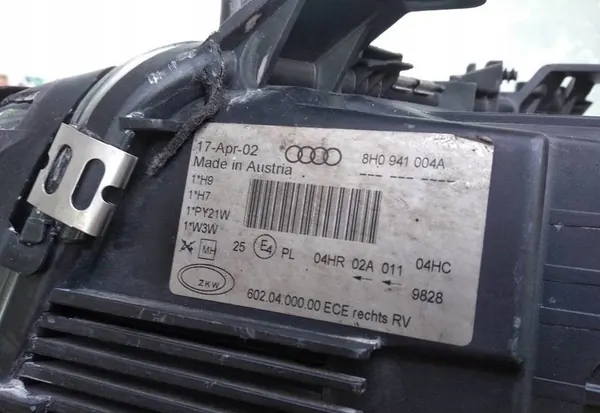 17-Apr-02 8H0 941 004A
Made in Austria
1*H9
1*H7
1*PY21W
1*W3W
MH 25 E4 PL 04HR 02A 011 04HC
← ← 9828
ZKW
602.04.000.00 ECE rechts RV